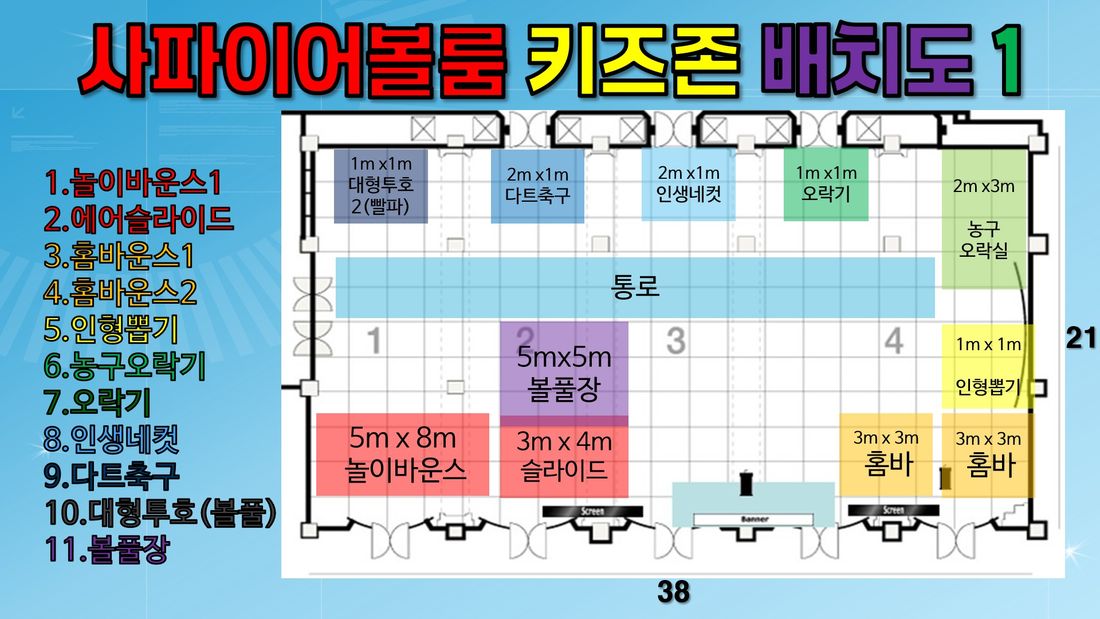 사파이어볼룸 키즈존 배치도 1
1.놀이바운스1
2.에어슬라이드
3.홈바운스1
4.홈바운스2
5.인형뽑기
6.농구오락기
7.오락기
8.인생네컷
9.다트축구
10.대형투호(볼풀)
11.볼풀장
1m x1m
대형투호
2(빨파)
2m x1m
다트축구
2m x1m
인생네컷
1m x1m
오락기
2m x3m
농구
오락실
통로
1
2
3
4
5mx5m
볼풀장
1m x 1m
인형뽑기
5m x 8m
놀이바운스
3m x 4m
슬라이드
3m x 3m
홈바
3m x 3m
홈바
Screen
Banner
Screen
21
38